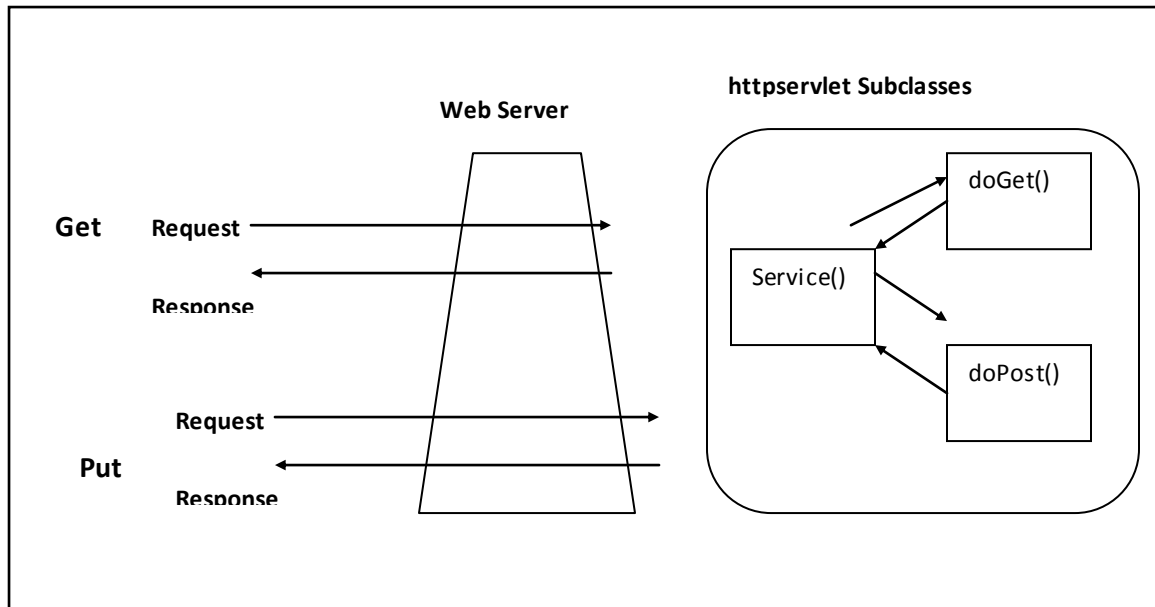 httpservlet Subclasses
Web Server
doGet()
Get Request
Service()
Response
doPost()
Request
Put
Response